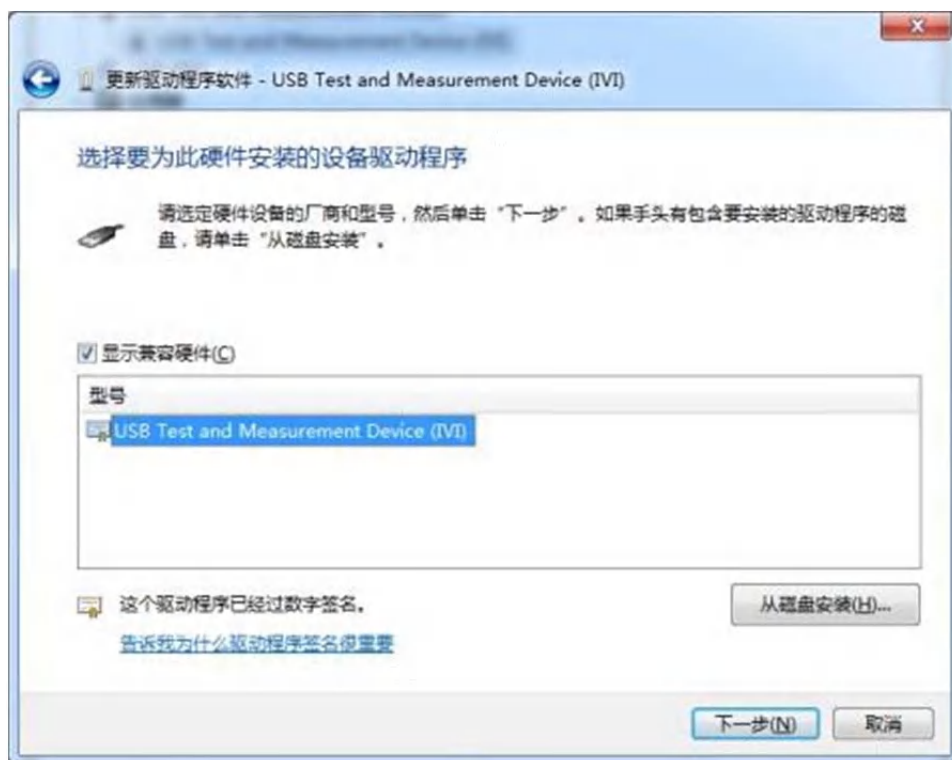 更新驱动程序软件 - USB Test and Measurement Device (IVI)
选择要为此硬件安装的设备驱动程序
请选定硬件设备的厂商和型号，然后单击“下一步”。如果手头有包含要安装的驱动程序的磁
盘，请单击“从磁盘安装”。
显示兼容硬件(C)
型号
USB Test and Measurement Device (IVI)
这个驱动程序已经过数字签名。
从磁盘安装(H)...
告诉我为什么驱动程序签名很重要
下一步(N)
取消